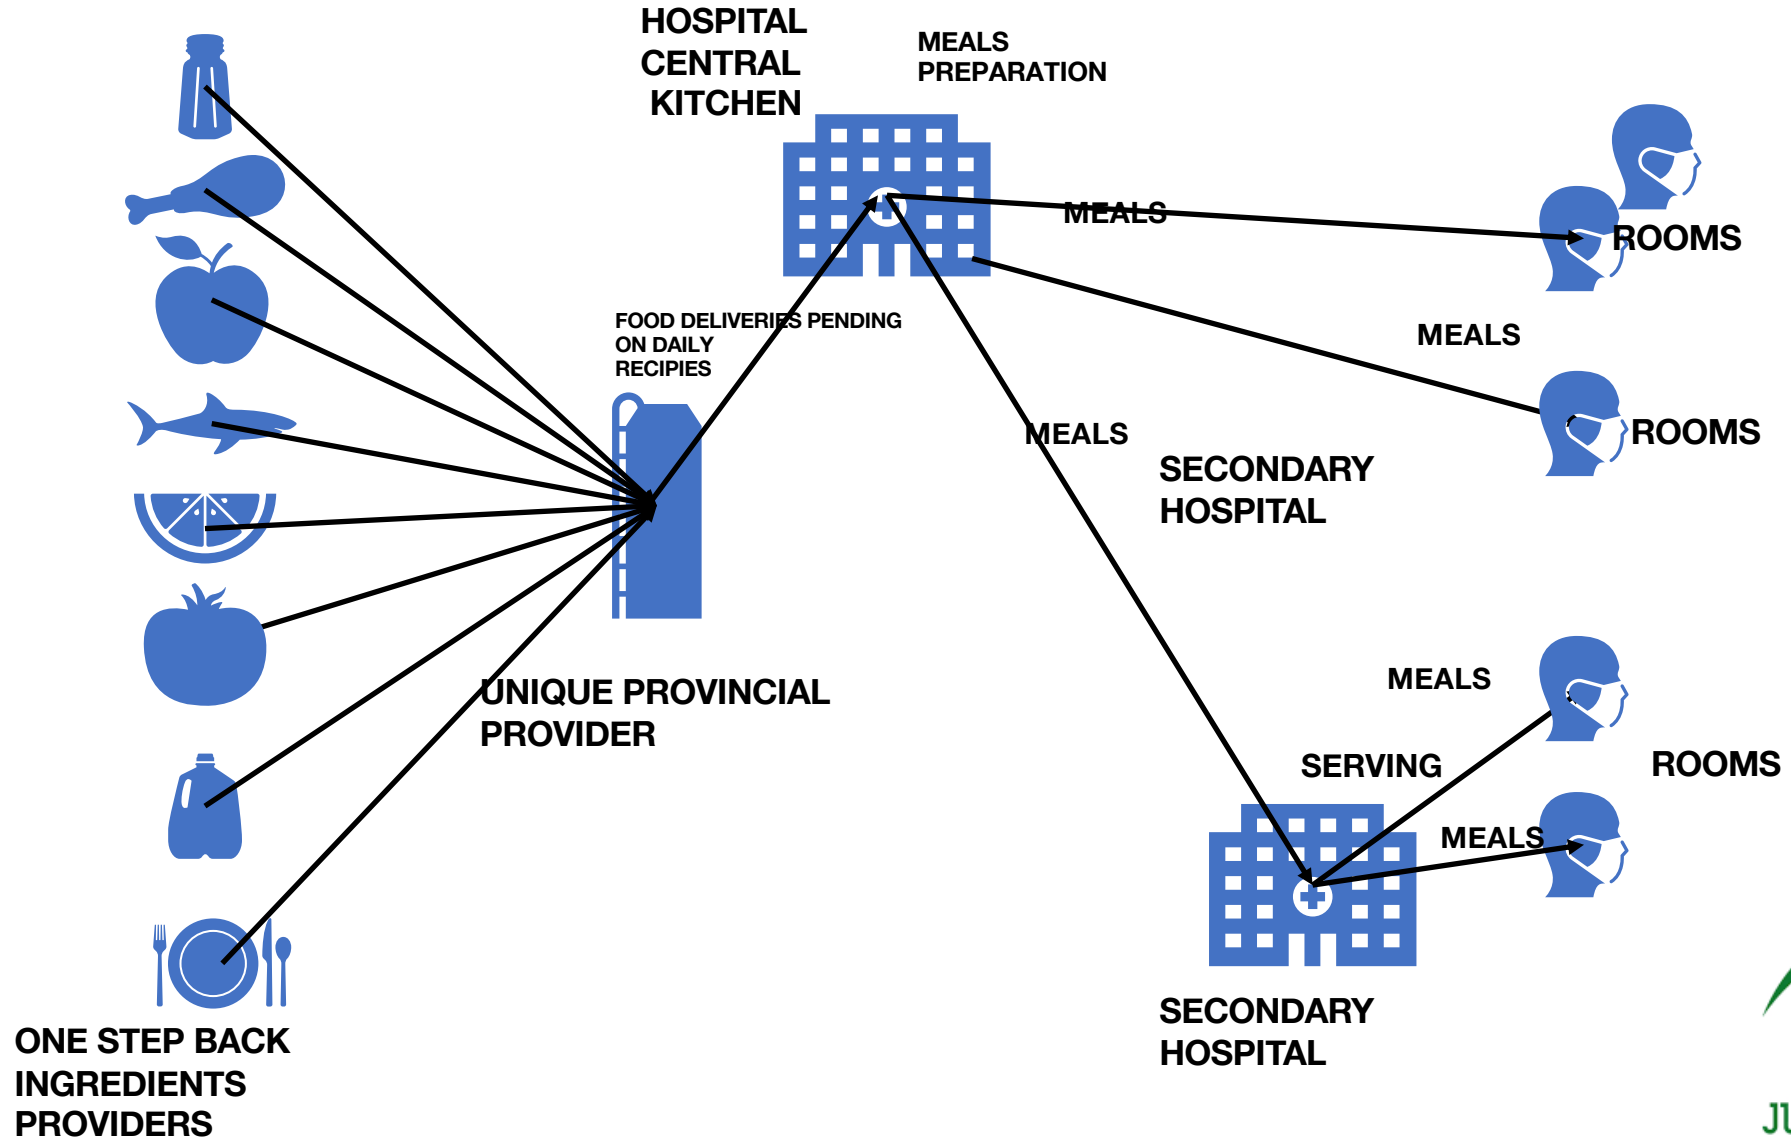 HOSPITAL
CENTRAL
KITCHEN
MEALS
PREPARATION
MEALS
ROOMS
FOOD DELIVERIES PENDING
ON DAILY
RECIPIES
MEALS
MEALS
ROOMS
SECONDARY
HOSPITAL
UNIQUE PROVINCIAL
PROVIDER
MEALS
SERVING
ROOMS
MEALS
SECONDARY
HOSPITAL
ONE STEP BACK
INGREDIENTS
PROVIDERS